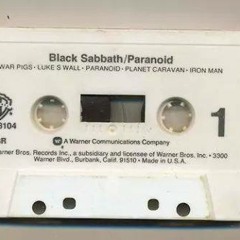 Black Sabbath/Paranoid
WAR PIGS • LUKE'S WALL • PARANOID • PLANET CARAVAN • IRON MAN
3104
1
A Warner Communications Company
Warner Bros. Records Inc., a subsidiary and licensee of Warner Bros. Inc. • 3300
Warner Blvd., Burbank, Calif. 91510 • Made in U.S.A.